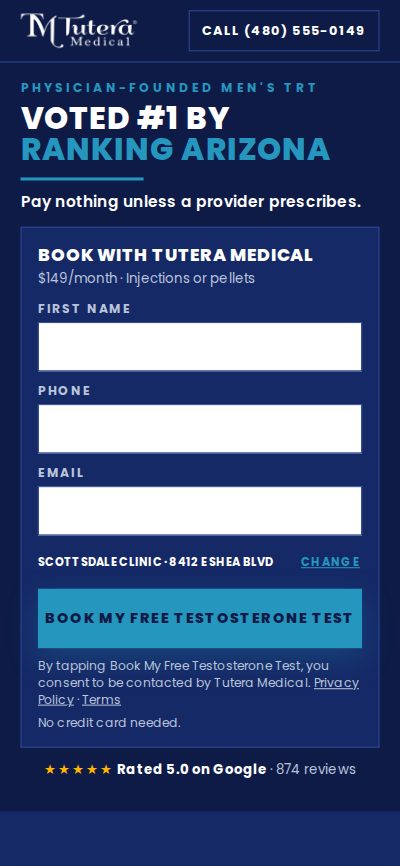 Tutera
Medical
CALL (480) 555-0149
PHYSICIAN-FOUNDED MEN'S TRT
VOTED #1 BY
RANKING ARIZONA
Pay nothing unless a provider prescribes.
BOOK WITH TUTERA MEDICAL
$149/month · Injections or pellets
FIRST NAME
PHONE
EMAIL
SCOTTSDALE CLINIC · 8412 E SHEA BLVD
CHANGE
BOOK MY FREE TESTOSTERONE TEST
By tapping Book My Free Testosterone Test, you
consent to be contacted by Tutera Medical. Privacy
Policy · Terms
No credit card needed.
★★★★★ Rated 5.0 on Google · 874 reviews